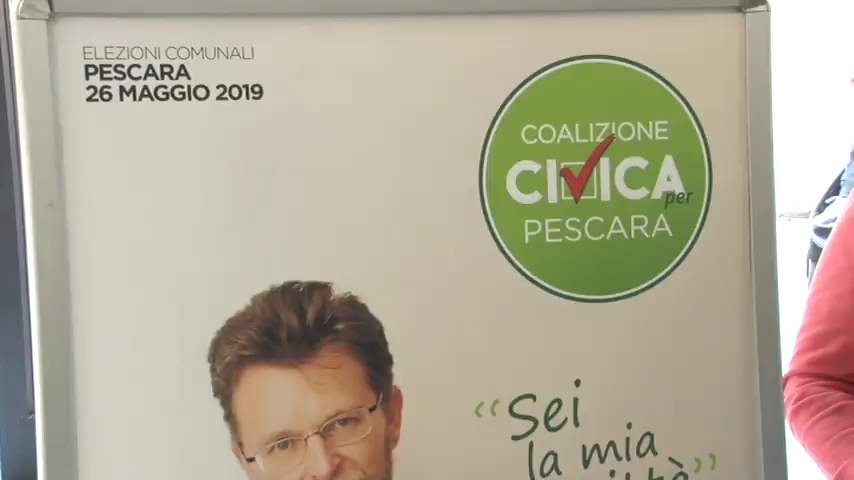 ELEZIONI COMUNALI
PESCARA
26 MAGGIO 2019
COALIZIONE
CIVICA
per
PESCARA
“Sei
la mia